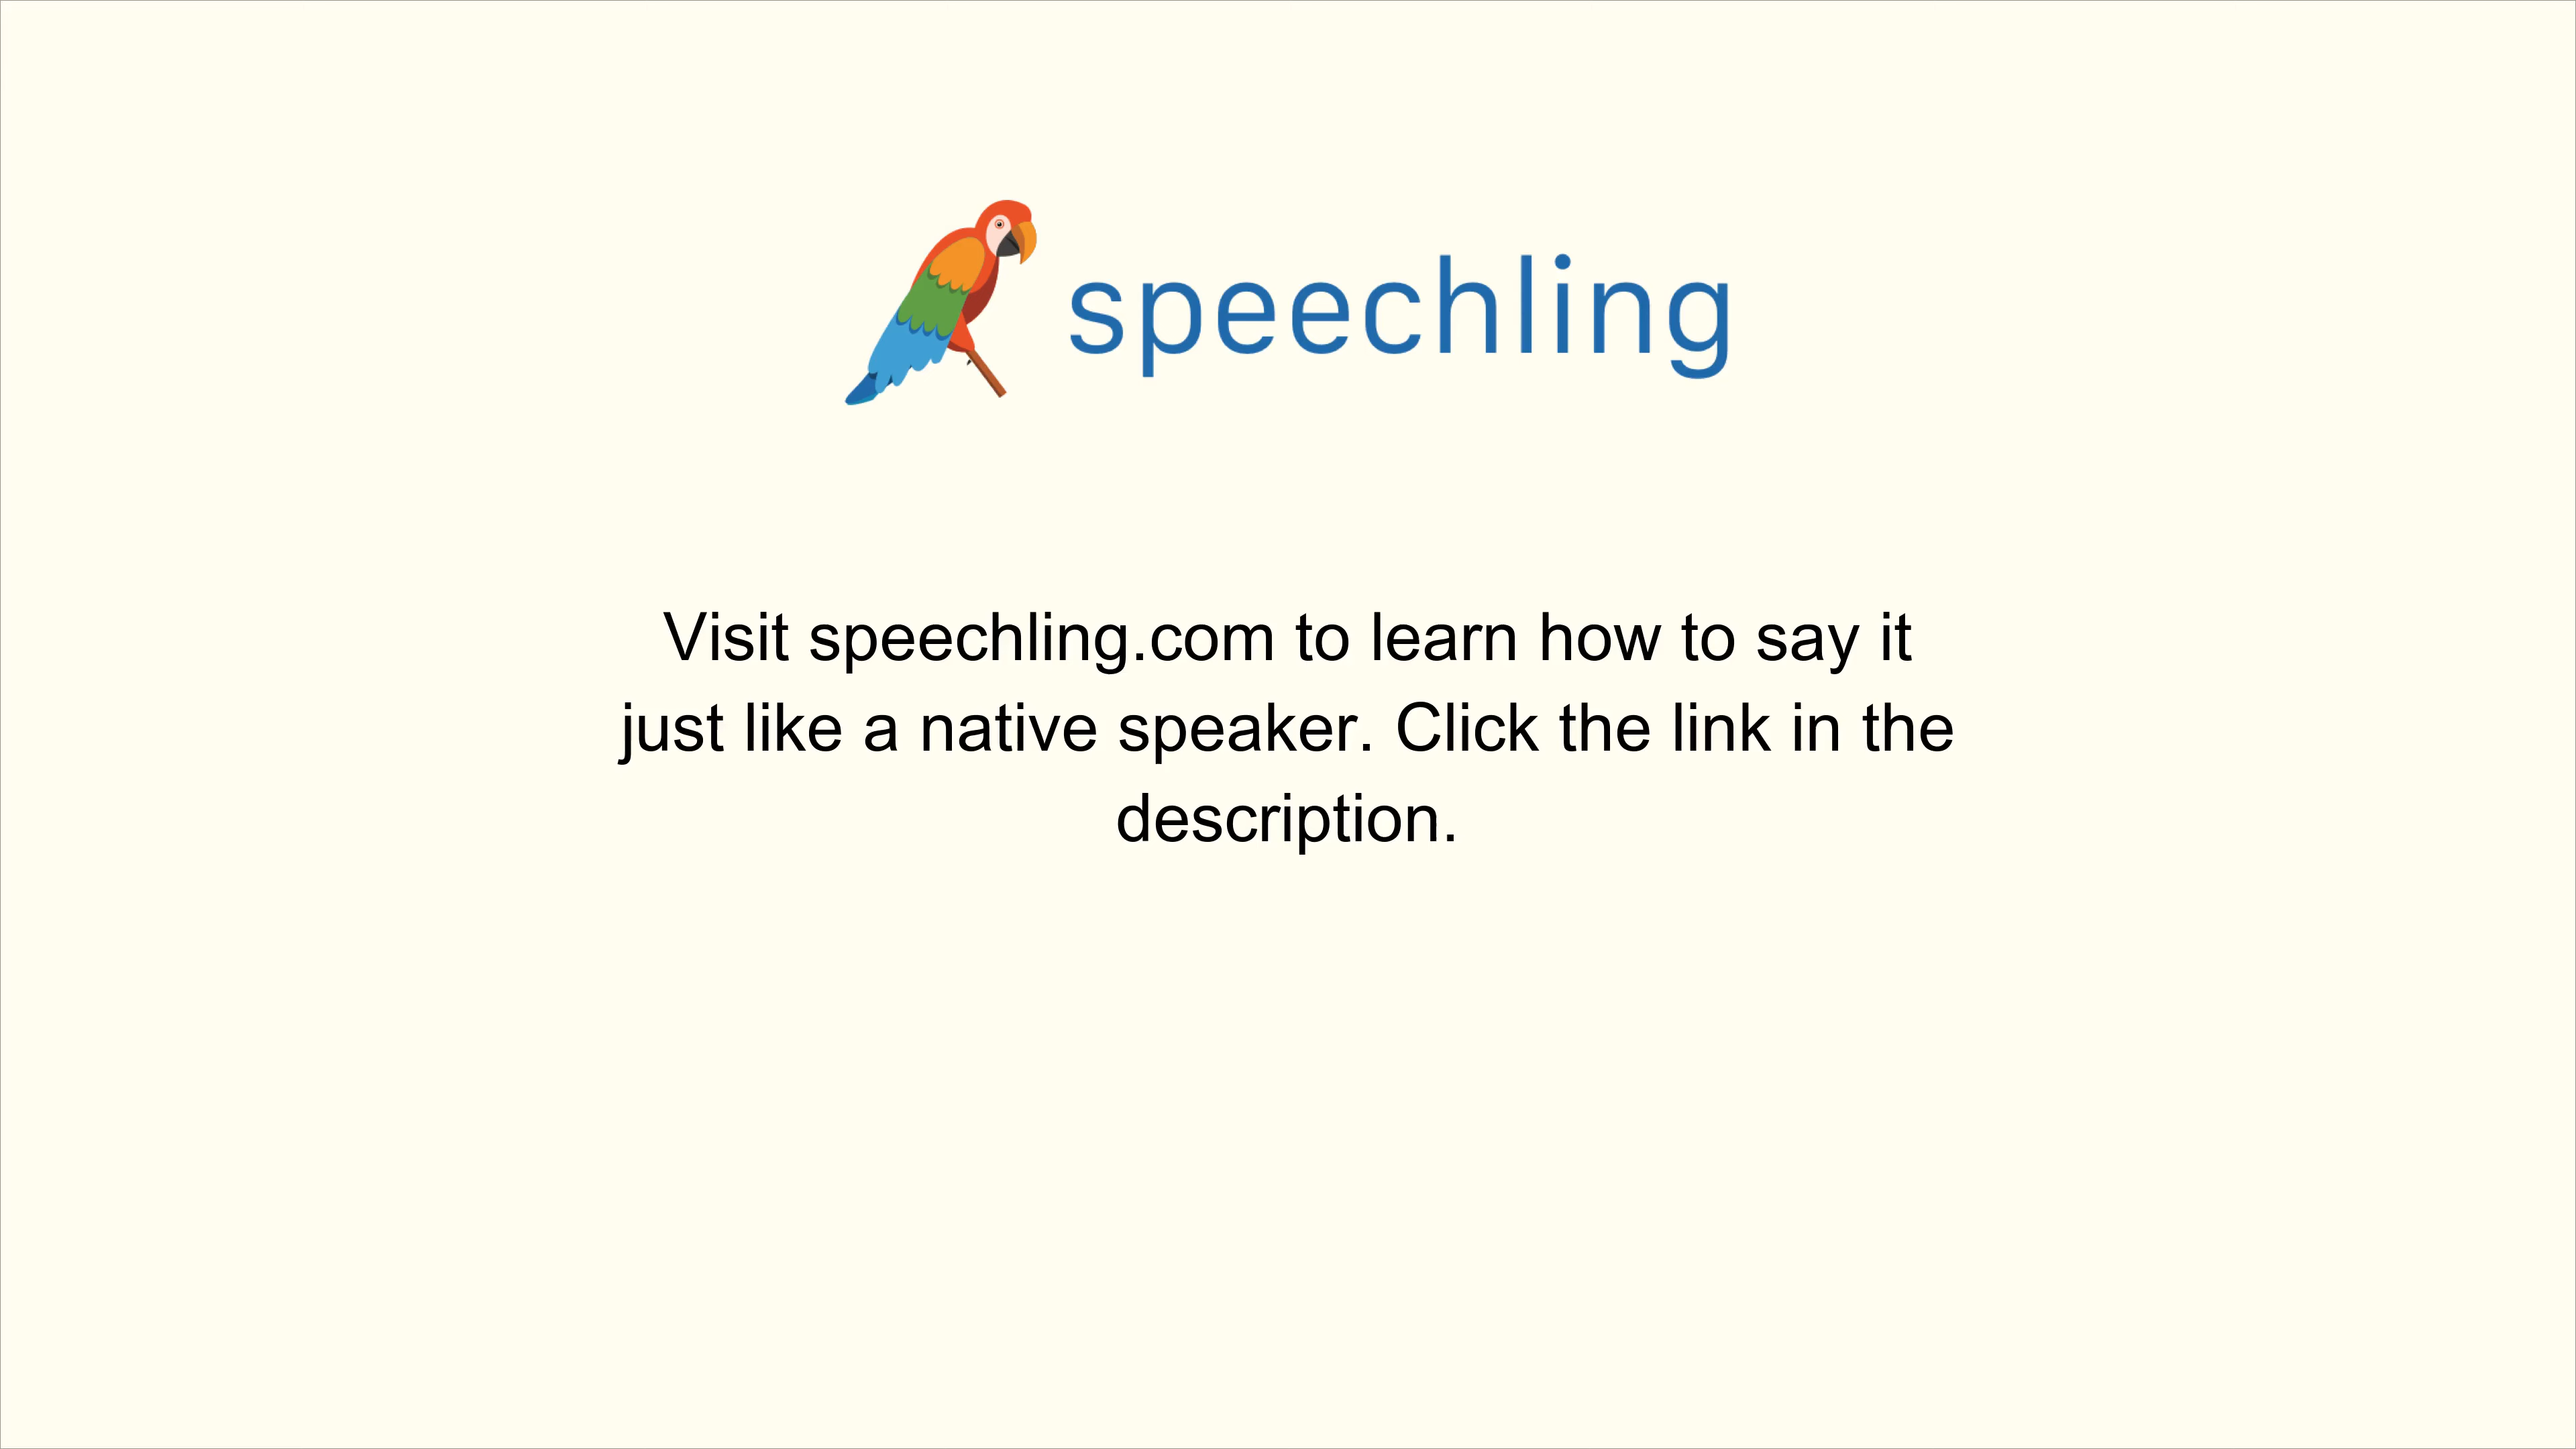 speechling
Visit speechling.com to learn how to say it
just like a native speaker. Click the link in the
description.